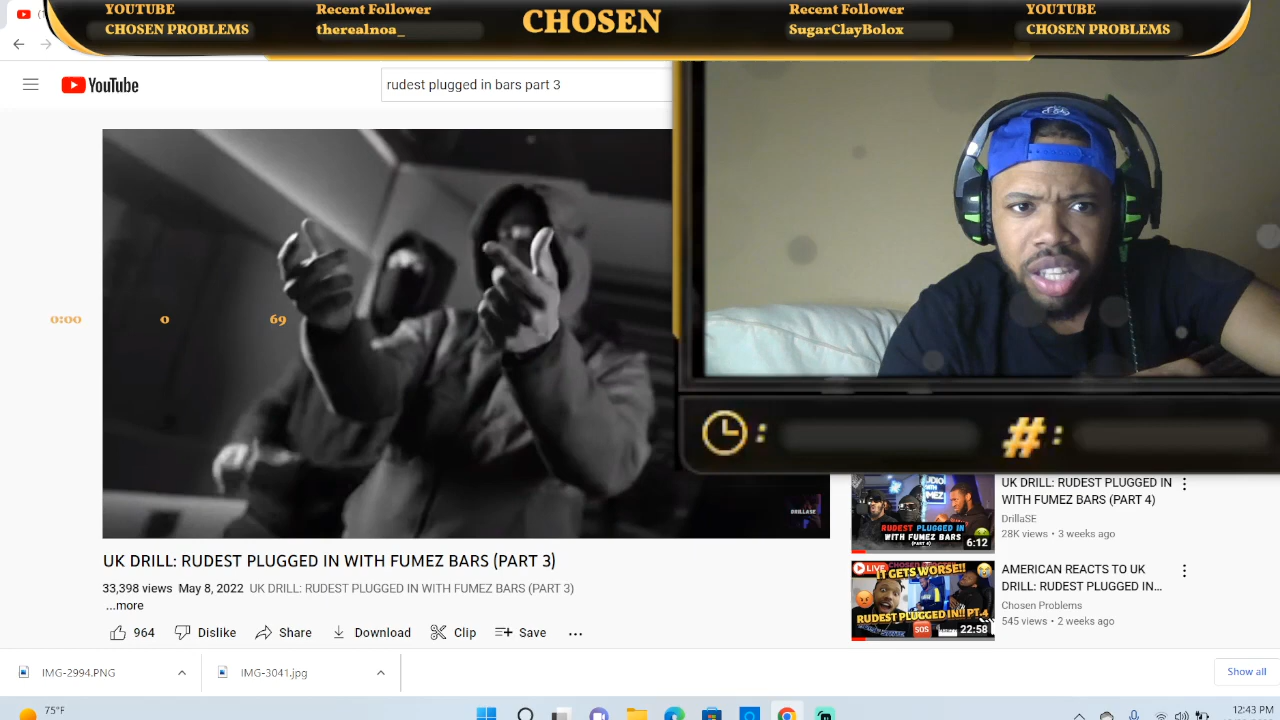 YOUTUBE
CHOSEN PROBLEMS
Recent Follower
therealnoa_
CHOSEN
Recent Follower
SugarClayBolox
YOUTUBE
CHOSEN PROBLEMS
YouTube
rudest plugged in bars part 3
0:00 0 69
DRILLASE
: #:
UK DRILL: RUDEST PLUGGED IN WITH FUMEZ BARS (PART 3)
33,398 views May 8, 2022 UK DRILL: RUDEST PLUGGED IN WITH FUMEZ BARS (PART 3)
...more
964 Dislike Share Download Clip Save ...
RUDEST PLUGGED IN
WITH FUMEZ BARS
(PART 4)
6:12
UK DRILL: RUDEST PLUGGED IN
WITH FUMEZ BARS (PART 4)
DrillaSE
28K views • 3 weeks ago
LIVE
IT GETS WORSE!!
RUDEST PLUGGED IN!! PT.4
SOS
22:58
AMERICAN REACTS TO UK
DRILL: RUDEST PLUGGED IN...
Chosen Problems
545 views • 2 weeks ago
IMG-2994.PNG
IMG-3041.jpg
Show all
75°F
12:43 PM